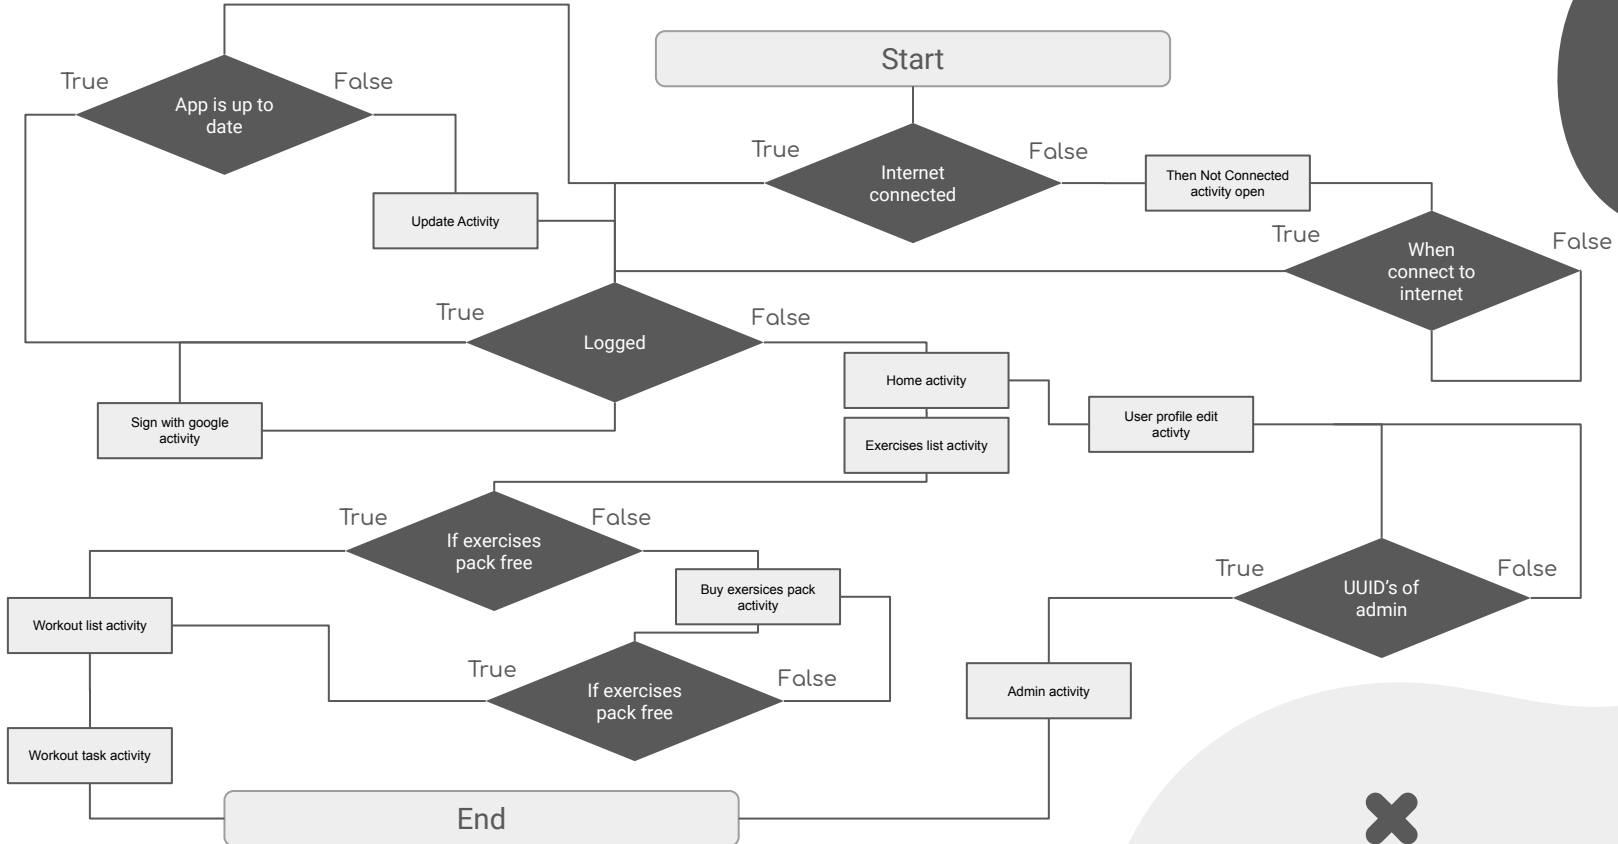 Start
True
False
App is up to
date
True
False
Internet
connected
Then Not Connected
activity open
Update Activity
True
False
When
connect to
internet
True
False
Logged
Home activity
Sign with google
activity
User profile edit
activty
Exercises list activity
True
False
If exercises
pack free
Buy exersices pack
activity
True
False
UUID's of
admin
Workout list activity
True
False
If exercises
pack free
Admin activity
Workout task activity
End